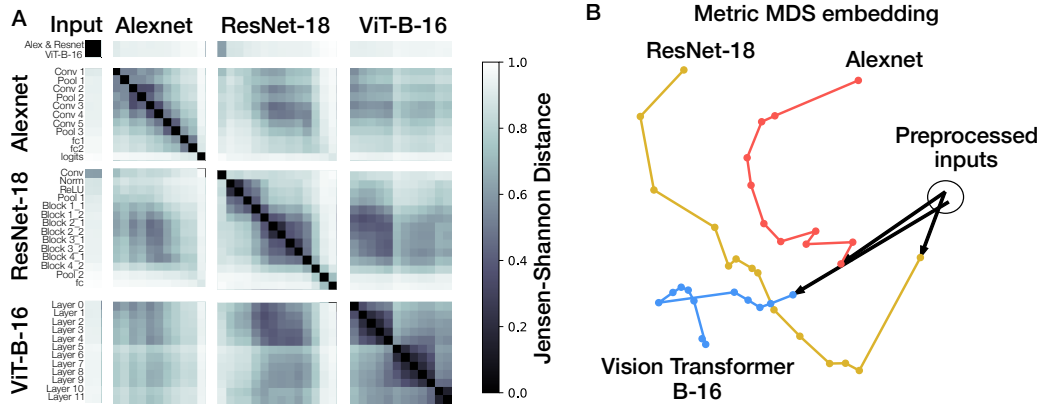 A
Input
Alexnet
ResNet-18
ViT-B-16
Alex & Resnet
ViT-B-16
Alexnet
Conv 1
Pool 1
Conv 2
Pool 2
Conv 3
Conv 4
Conv 5
Pool 3
fc1
fc2
logits
ResNet-18
Conv
Norm
ReLU
Pool 1
Block 1_1
Block 1_2
Block 2_1
Block 2_2
Block 3_1
Block 3_2
Block 4_1
Block 4_2
Pool 2
fc
ViT-B-16
Layer 0
Layer 1
Layer 2
Layer 3
Layer 4
Layer 5
Layer 6
Layer 7
Layer 8
Layer 9
Layer 10
Layer 11
1.0
0.8
0.6
0.4
0.2
0.0
Jensen-Shannon Distance
B
Metric MDS embedding
ResNet-18
Alexnet
Preprocessed
inputs
Vision Transformer
B-16